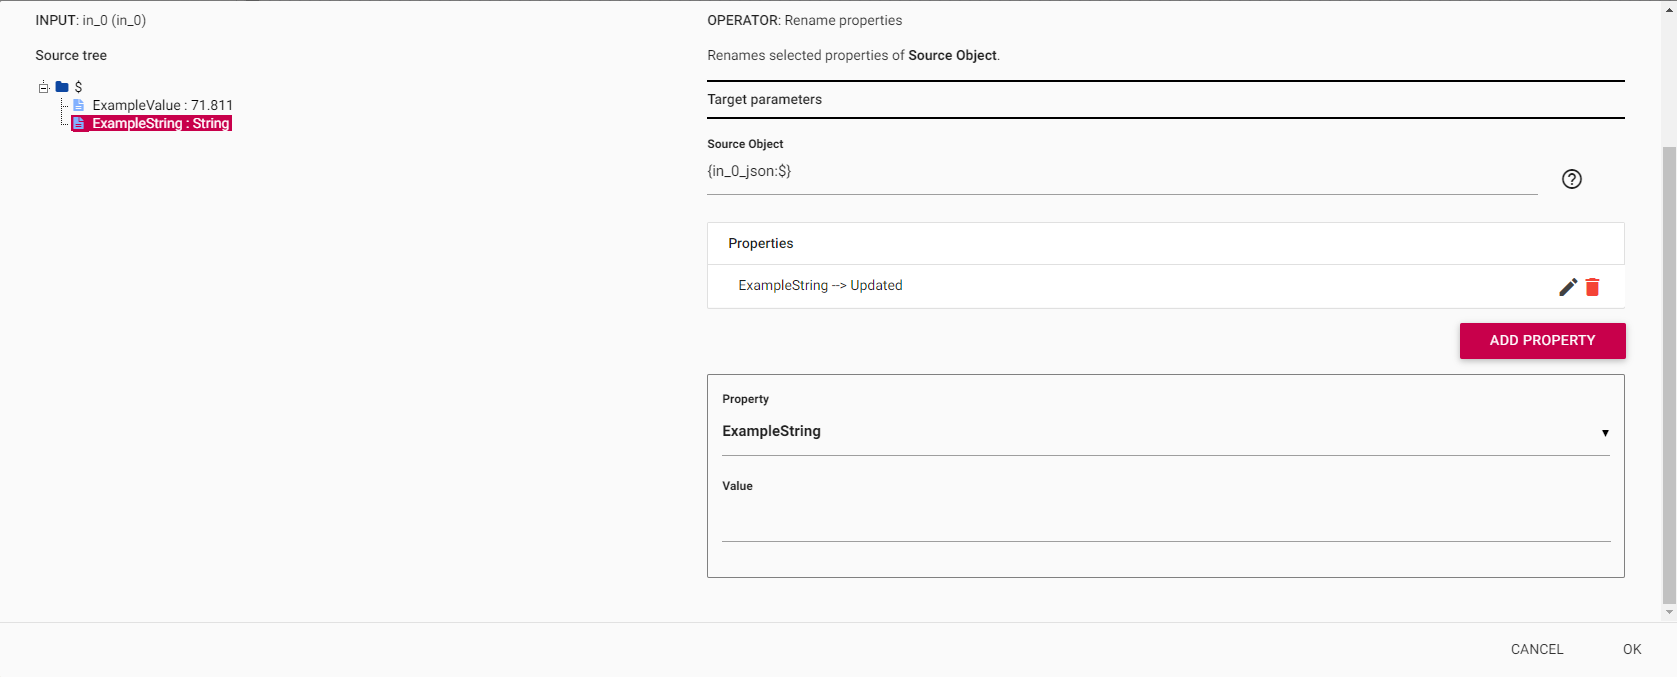 INPUT: in_0 (in_0)
Source tree
$
ExampleValue : 71.811
ExampleString : String
OPERATOR: Rename properties
Renames selected properties of Source Object.
Target parameters
Source Object
{in_0_json:$}
?
Properties
ExampleString --> Updated
ADD PROPERTY
Property
ExampleString
Value
CANCEL OK